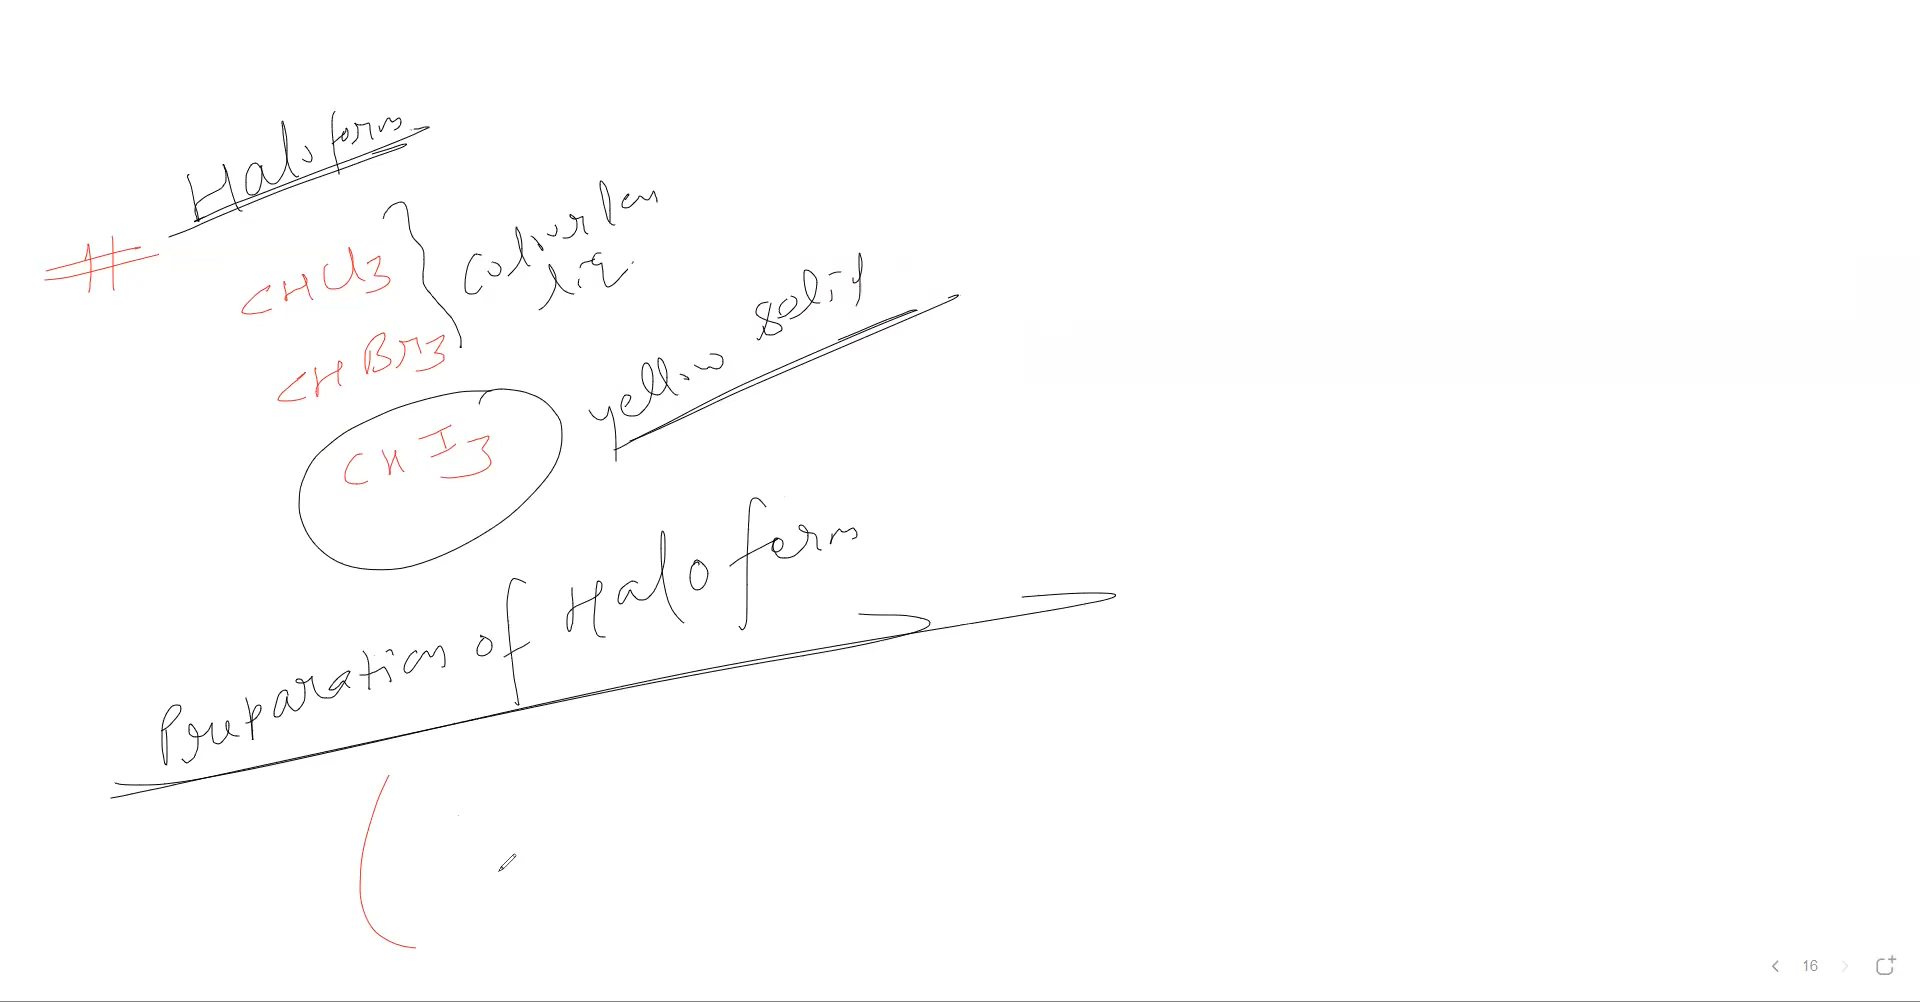 # Haloform
CHCl3
CHBr3
Colourless
liq.
CHI3
yellow solid
Preparation of Haloform
(
16